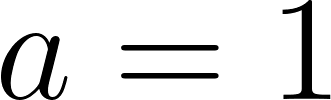 a = 1